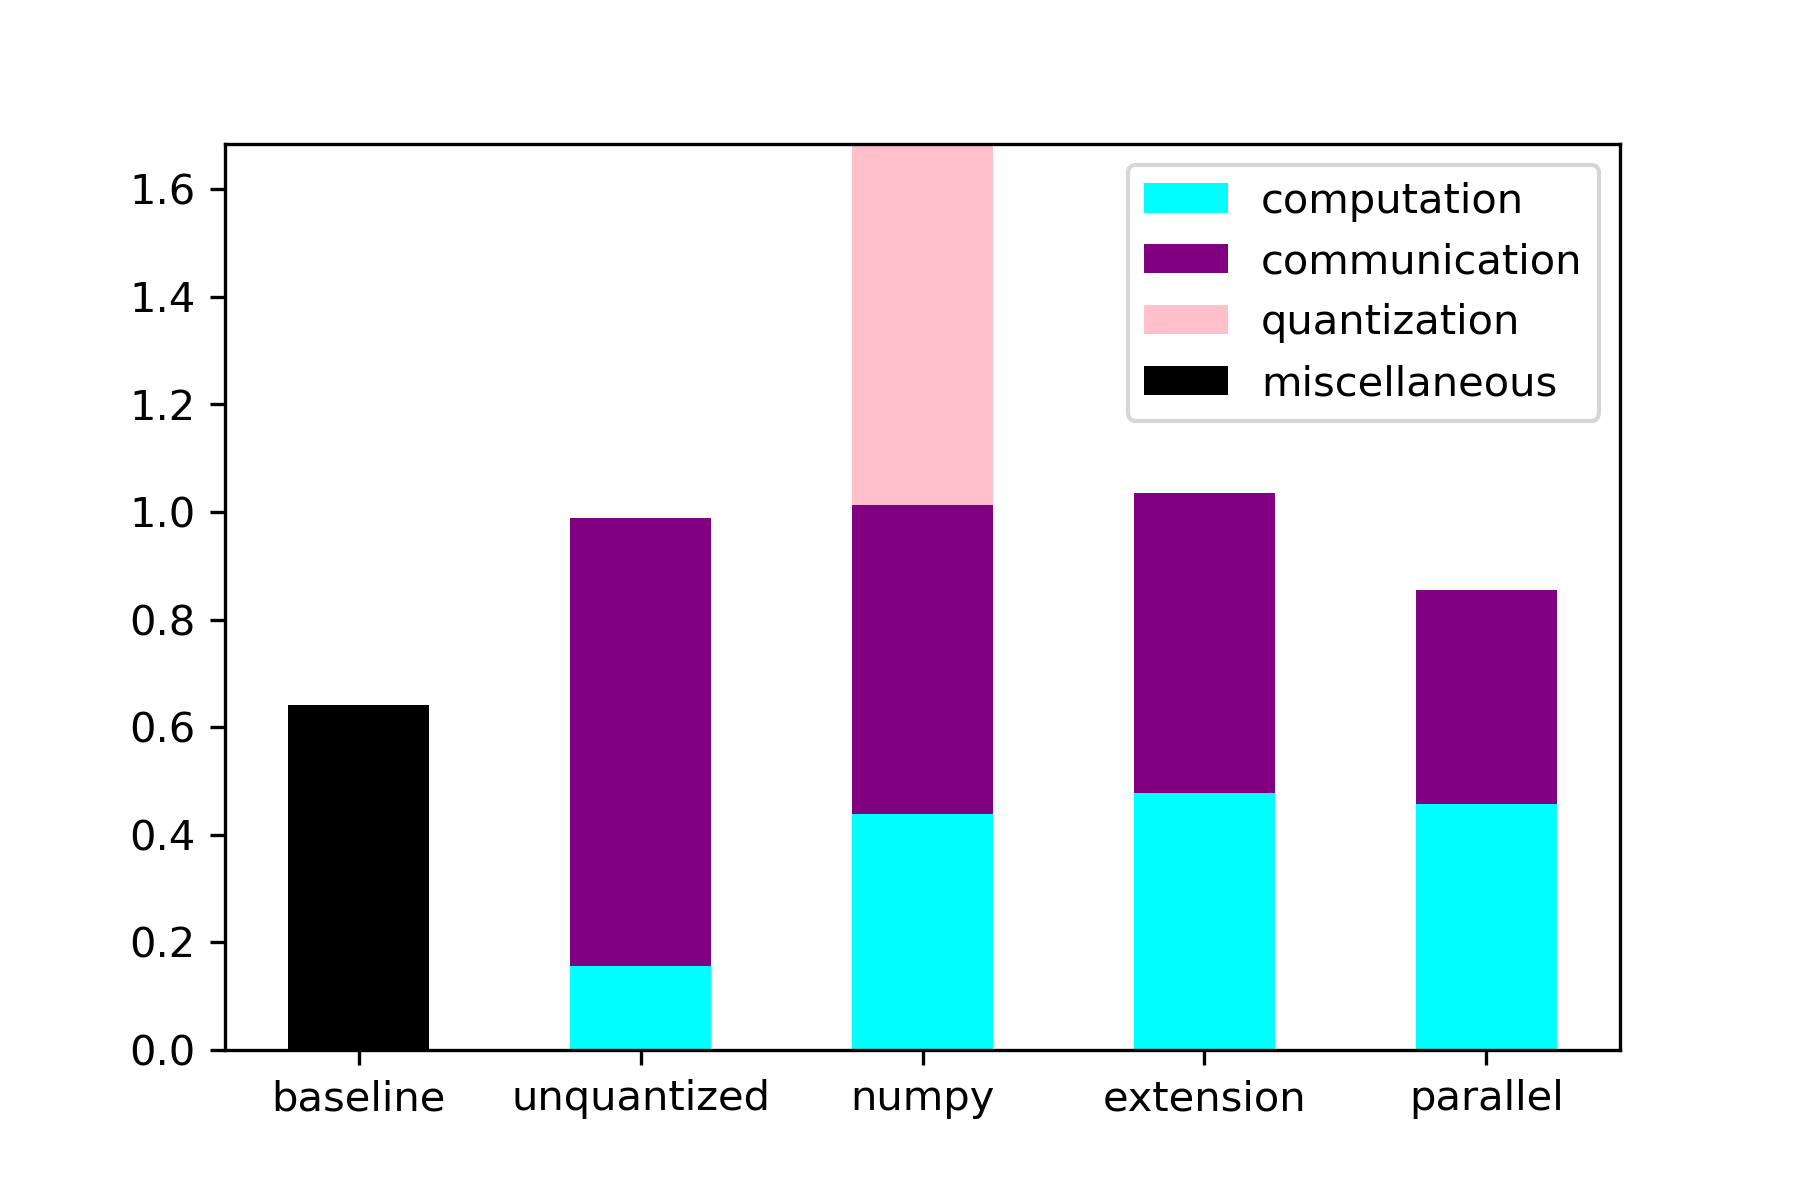 1.6
1.4
1.2
1.0
0.8
0.6
0.4
0.2
0.0
computation
communication
quantization
miscellaneous
baseline unquantized numpy extension parallel